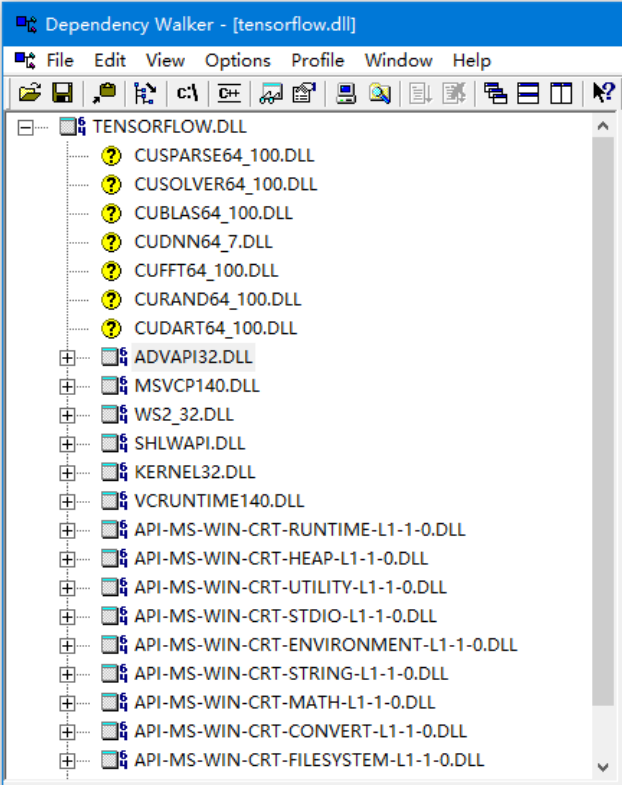 Dependency Walker - [tensorflow.dll]
File Edit View Options Profile Window Help
c:\ C++
TENSORFLOW.DLL
CUSPARSE64_100.DLL
CUSOLVER64_100.DLL
CUBLAS64_100.DLL
CUDNN64_7.DLL
CUFFT64_100.DLL
CURAND64_100.DLL
CUDART64_100.DLL
ADVAPI32.DLL
MSVCP140.DLL
WS2_32.DLL
SHLWAPI.DLL
KERNEL32.DLL
VCRUNTIME140.DLL
API-MS-WIN-CRT-RUNTIME-L1-1-0.DLL
API-MS-WIN-CRT-HEAP-L1-1-0.DLL
API-MS-WIN-CRT-UTILITY-L1-1-0.DLL
API-MS-WIN-CRT-STDIO-L1-1-0.DLL
API-MS-WIN-CRT-ENVIRONMENT-L1-1-0.DLL
API-MS-WIN-CRT-STRING-L1-1-0.DLL
API-MS-WIN-CRT-MATH-L1-1-0.DLL
API-MS-WIN-CRT-CONVERT-L1-1-0.DLL
API-MS-WIN-CRT-FILESYSTEM-L1-1-0.DLL